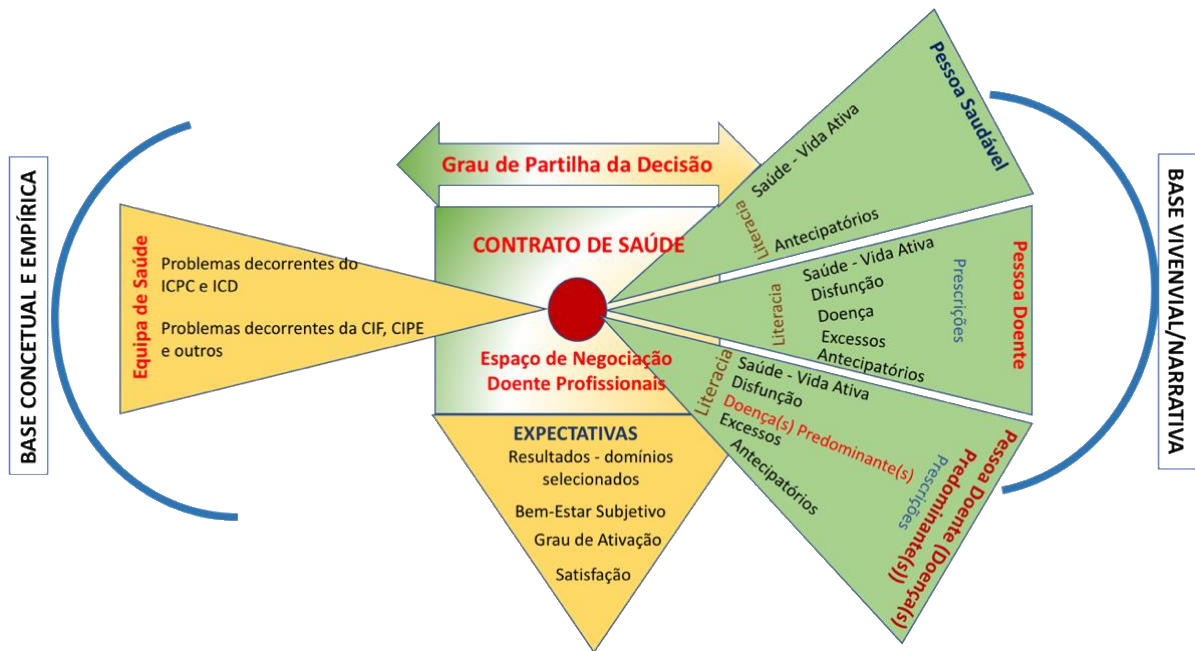 BASE CONCETUAL E EMPÍRICA
Equipa de Saúde
Problemas decorrentes do
ICPC e ICD
Problemas decorrentes da CIF, CIPE
e outros
Grau de Partilha da Decisão
CONTRATO DE SAÚDE
Espaço de Negociação
Doente Profissionais
EXPECTATIVAS
Resultados - domínios
selecionados
Bem-Estar Subjetivo
Grau de Ativação
Satisfação
Pessoa Saudável
Saúde - Vida Ativa
Literacia
Antecipatórios
Pessoa Doente
Prescrições
Literacia
Saúde - Vida Ativa
Disfunção
Doença
Excessos
Antecipatórios
Literacia
Saúde - Vida Ativa
Disfunção
Doença(s) Predominante(s)
Excessos
Antecipatórios
Prescrições
Pessoa Doente (Doença(s)
Predominante(s))
BASE VIVENVIAL/NARRATIVA